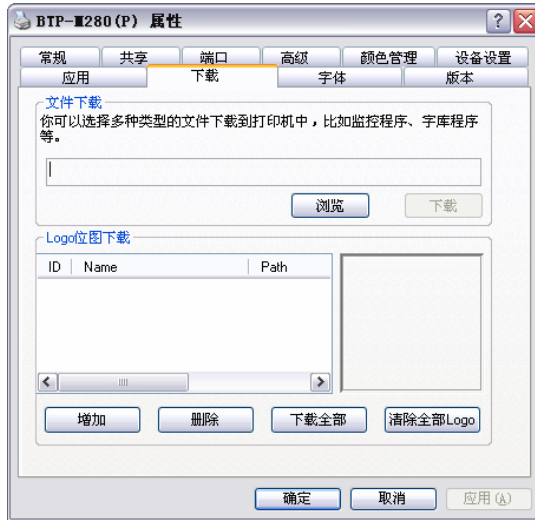 BTP-M280(P) 属性
常规 共享 端口 高级 颜色管理 设备设置
应用 下载 字体 版本
文件下载
你可以选择多种类型的文件下载到打印机中，比如监控程序、字库程序
等。
浏览 下载
Logo位图下载
ID Name Path
增加 删除 下载全部 清除全部Logo
确定 取消 应用(A)